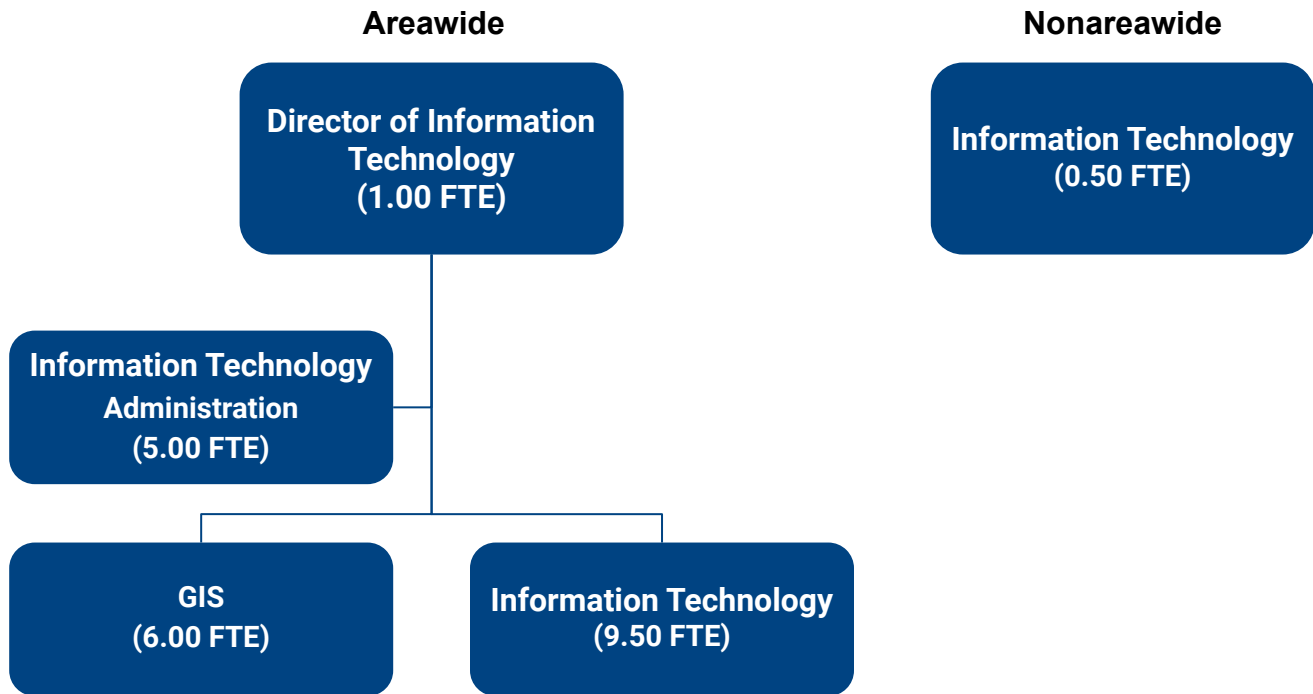 Areawide
Nonareawide
Director of Information
Technology
(1.00 FTE)
Information Technology
(0.50 FTE)
Information Technology
Administration
(5.00 FTE)
GIS
(6.00 FTE)
Information Technology
(9.50 FTE)